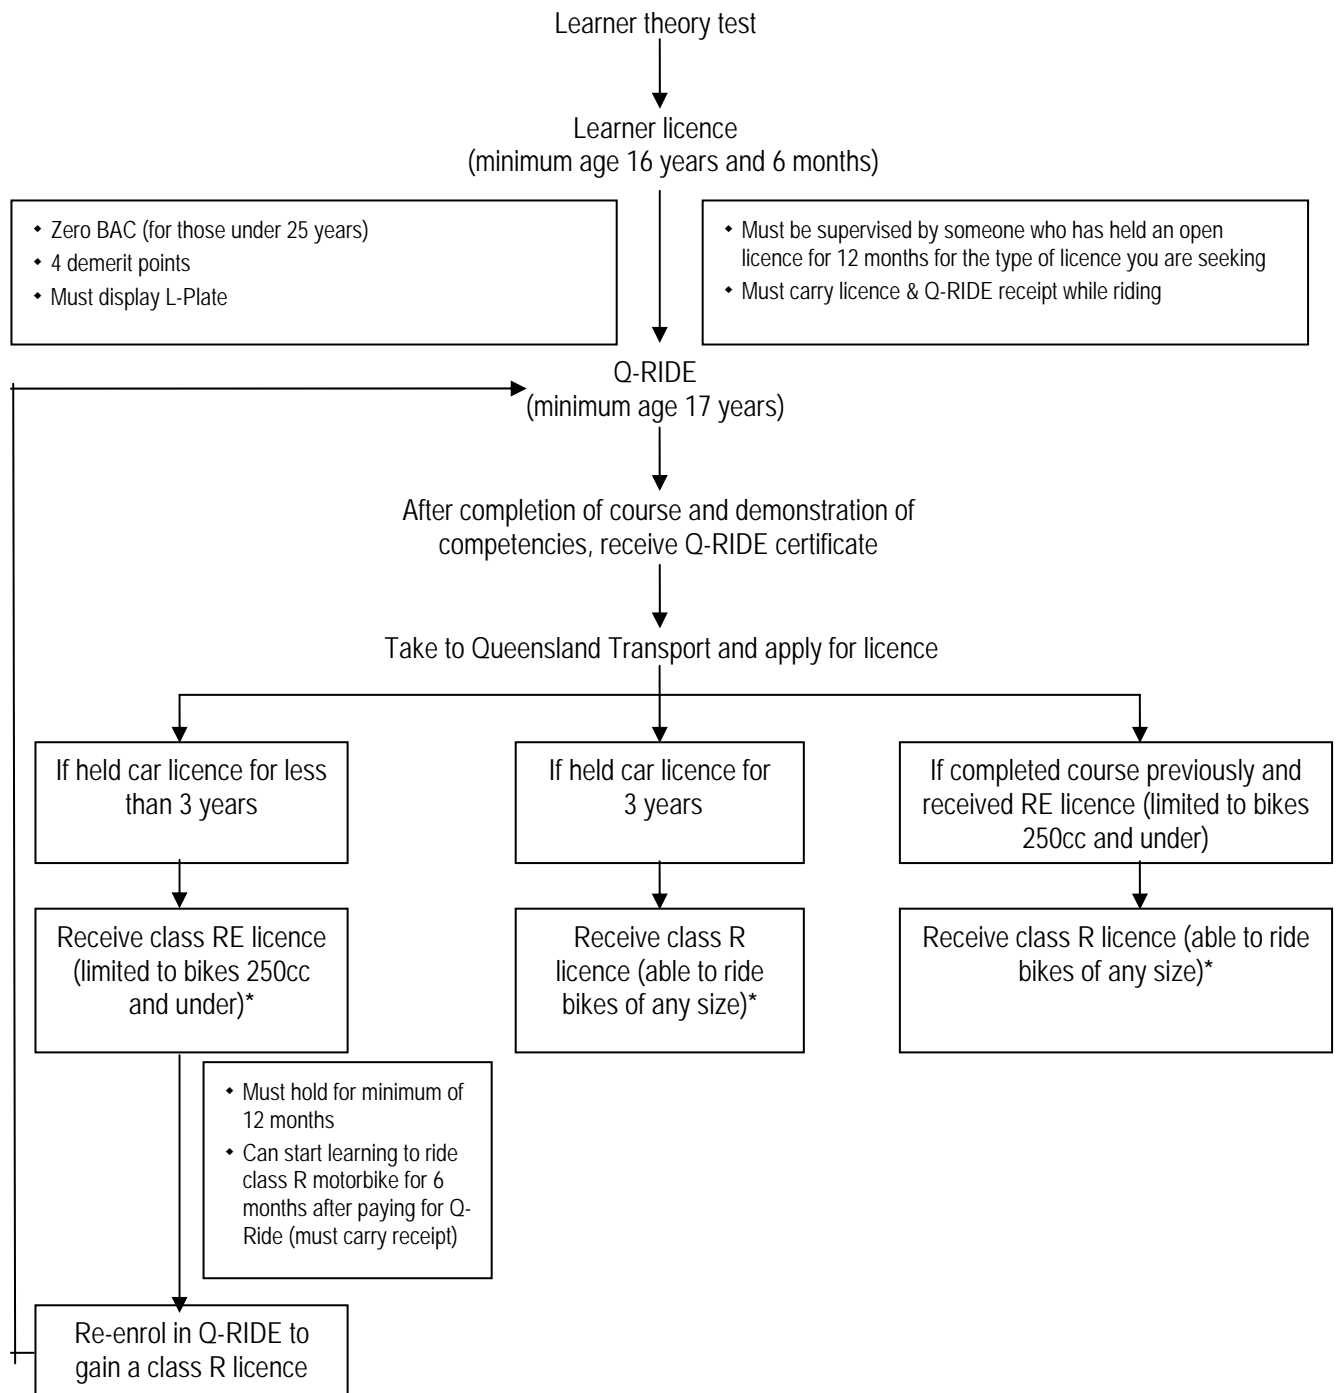 Learner theory test
Learner licence
(minimum age 16 years and 6 months)
• Zero BAC (for those under 25 years)
• 4 demerit points
• Must display L-Plate
• Must be supervised by someone who has held an open
licence for 12 months for the type of licence you are seeking
• Must carry licence & Q-RIDE receipt while riding
Q-RIDE
(minimum age 17 years)
After completion of course and demonstration of
competencies, receive Q-RIDE certificate
Take to Queensland Transport and apply for licence
If held car licence for less
than 3 years
If held car licence for
3 years
If completed course previously and
received RE licence (limited to bikes
250cc and under)
Receive class RE licence
(limited to bikes 250cc
and under)*
Receive class R
licence (able to ride
bikes of any size)*
Receive class R licence (able to ride
bikes of any size)*
• Must hold for minimum of
12 months
• Can start learning to ride
class R motorbike for 6
months after paying for Q-
Ride (must carry receipt)
Re-enrol in Q-RIDE to
gain a class R licence